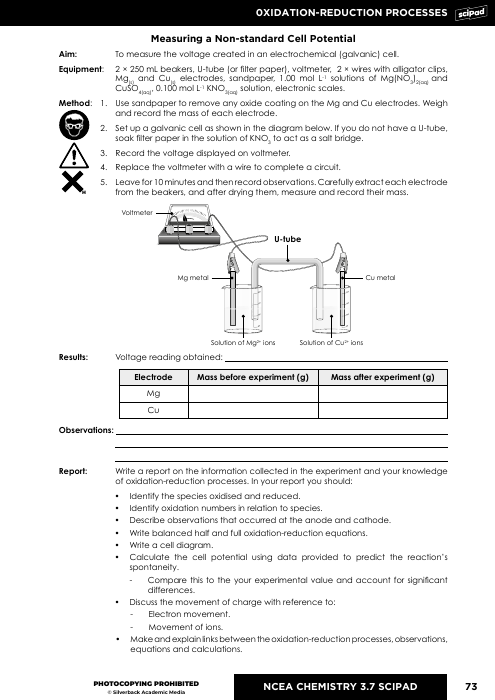 OXIDATION-REDUCTION PROCESSES
scipad
Measuring a Non-standard Cell Potential
Aim: To measure the voltage created in an electrochemical (galvanic) cell.
Equipment: 2 × 250 mL beakers, U-tube (or filter paper), voltmeter, 2 × wires with alligator clips,
Mg(s) and Cu(s) electrodes, sandpaper, 1.00 mol L⁻¹ solutions of Mg(NO₃)₂(aq) and
CuSO₄(aq), 0.100 mol L⁻¹ KNO₃(aq) solution, electronic scales.
Method: 1. Use sandpaper to remove any oxide coating on the Mg and Cu electrodes. Weigh
and record the mass of each electrode.
2. Set up a galvanic cell as shown in the diagram below. If you do not have a U-tube,
soak filter paper in the solution of KNO₃ to act as a salt bridge.
3. Record the voltage displayed on voltmeter.
4. Replace the voltmeter with a wire to complete a circuit.
5. Leave for 10 minutes and then record observations. Carefully extract each electrode
from the beakers, and after drying them, measure and record their mass.
Voltmeter
U-tube
Mg metal
Cu metal
Solution of Mg²⁺ ions
Solution of Cu²⁺ ions
Results: Voltage reading obtained:
Electrode Mass before experiment (g) Mass after experiment (g)
Mg
Cu
Observations:
Report: Write a report on the information collected in the experiment and your knowledge
of oxidation-reduction processes. In your report you should:
• Identify the species oxidised and reduced.
• Identify oxidation numbers in relation to species.
• Describe observations that occurred at the anode and cathode.
• Write balanced half and full oxidation-reduction equations.
• Write a cell diagram.
• Calculate the cell potential using data provided to predict the reaction's
spontaneity.
- Compare this to the your experimental value and account for significant
differences.
• Discuss the movement of charge with reference to:
- Electron movement.
- Movement of ions.
• Make and explain links between the oxidation-reduction processes, observations,
equations and calculations.
PHOTOCOPYING PROHIBITED
© Silverback Academic Media
NCEA CHEMISTRY 3.7 SCIPAD
73